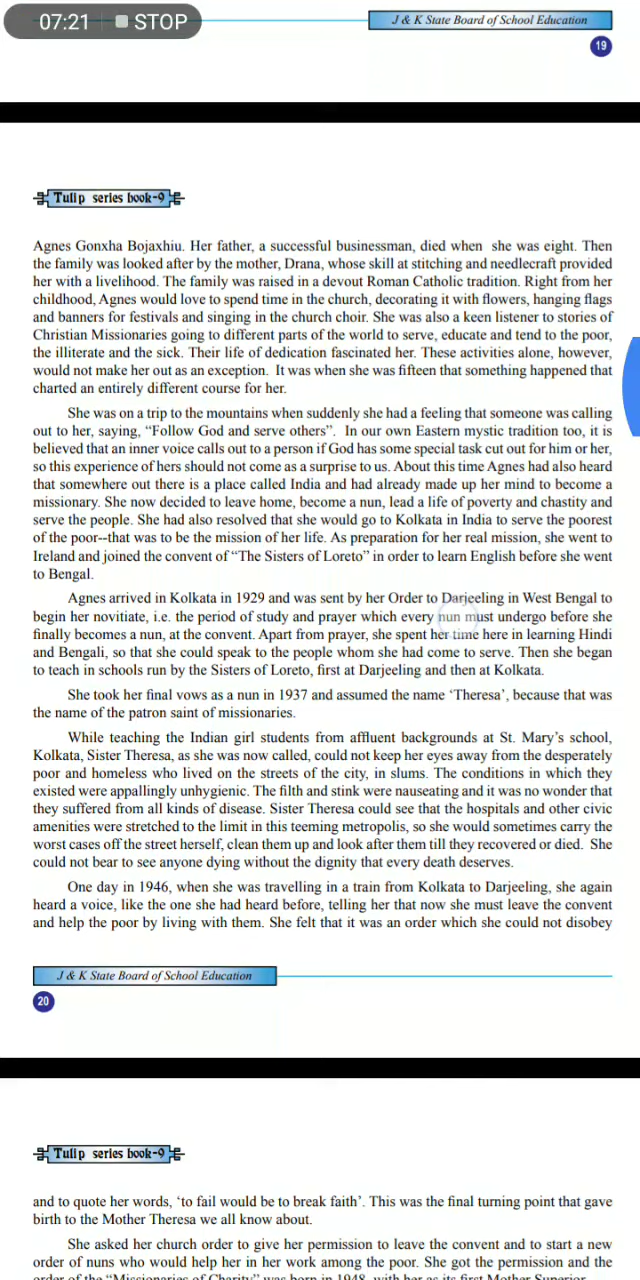 07:21 STOP
J & K State Board of School Education
19
Tulip series book-9
Agnes Gonxha Bojaxhiu. Her father, a successful businessman, died when she was eight. Then
the family was looked after by the mother, Drana, whose skill at stitching and needlecraft provided
her with a livelihood. The family was raised in a devout Roman Catholic tradition. Right from her
childhood, Agnes would love to spend time in the church, decorating it with flowers, hanging flags
and banners for festivals and singing in the church choir. She was also a keen listener to stories of
Christian Missionaries going to different parts of the world to serve, educate and tend to the poor,
the illiterate and the sick. Their life of dedication fascinated her. These activities alone, however,
would not make her out as an exception. It was when she was fifteen that something happened that
charted an entirely different course for her.
She was on a trip to the mountains when suddenly she had a feeling that someone was calling
out to her, saying, “Follow God and serve others”. In our own Eastern mystic tradition too, it is
believed that an inner voice calls out to a person if God has some special task cut out for him or her,
so this experience of hers should not come as a surprise to us. About this time Agnes had also heard
that somewhere out there is a place called India and had already made up her mind to become a
missionary. She now decided to leave home, become a nun, lead a life of poverty and chastity and
serve the people. She had also resolved that she would go to Kolkata in India to serve the poorest
of the poor--that was to be the mission of her life. As preparation for her real mission, she went to
Ireland and joined the convent of “The Sisters of Loreto” in order to learn English before she went
to Bengal.
Agnes arrived in Kolkata in 1929 and was sent by her Order to Darjeeling in West Bengal to
begin her novitiate, i.e. the period of study and prayer which every nun must undergo before she
finally becomes a nun, at the convent. Apart from prayer, she spent her time here in learning Hindi
and Bengali, so that she could speak to the people whom she had come to serve. Then she began
to teach in schools run by the Sisters of Loreto, first at Darjeeling and then at Kolkata.
She took her final vows as a nun in 1937 and assumed the name ‘Theresa’, because that was
the name of the patron saint of missionaries.
While teaching the Indian girl students from affluent backgrounds at St. Mary’s school,
Kolkata, Sister Theresa, as she was now called, could not keep her eyes away from the desperately
poor and homeless who lived on the streets of the city, in slums. The conditions in which they
existed were appallingly unhygienic. The filth and stink were nauseating and it was no wonder that
they suffered from all kinds of disease. Sister Theresa could see that the hospitals and other civic
amenities were stretched to the limit in this teeming metropolis, so she would sometimes carry the
worst cases off the street herself, clean them up and look after them till they recovered or died. She
could not bear to see anyone dying without the dignity that every death deserves.
One day in 1946, when she was travelling in a train from Kolkata to Darjeeling, she again
heard a voice, like the one she had heard before, telling her that now she must leave the convent
and help the poor by living with them. She felt that it was an order which she could not disobey
J & K State Board of School Education
20
Tulip series book-9
and to quote her words, ‘to fail would be to break faith’. This was the final turning point that gave
birth to the Mother Theresa we all know about.
She asked her church order to give her permission to leave the convent and to start a new
order of nuns who would help her in her work among the poor. She got the permission and the
order of the “Missionaries of Charity” was born in 1948, with her as its first Mother Superior.